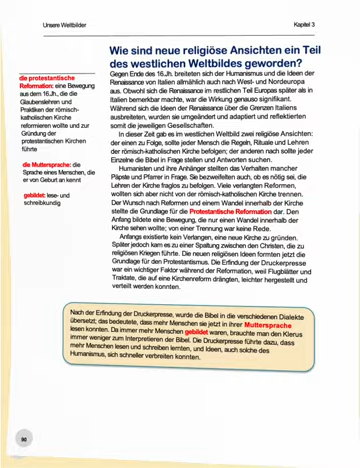 Unsere Weltbilder
Kapitel 3
Wie sind neue religiöse Ansichten ein Teil
des westlichen Weltbildes geworden?
die protestantische
Reformation: eine Bewegung
aus dem 16.Jh., die die
Glaubenslehren und
Praktiken der römisch-
katholischen Kirche
reformieren wollte und zur
Gründung der
protestantischen Kirchen
führte
die Muttersprache: die
Sprache eines Menschen, die
er von Geburt an kennt
gebildet: lese- und
schreibkundig
Gegen Ende des 16.Jh. breiteten sich der Humanismus und die Ideen der
Renaissance von Italien allmählich auch nach West- und Nordeuropa
aus. Obwohl sich die Renaissance im restlichen Teil Europas später als in
Italien bemerkbar machte, war die Wirkung genauso signifikant.
Während sich die Ideen der Renaissance über die Grenzen Italiens
ausbreiteten, wurden sie umgeändert und adaptiert und reflektierten
somit die jeweiligen Gesellschaften.
In dieser Zeit gab es im westlichen Weltbild zwei religiöse Ansichten:
der einen zu Folge, sollte jeder Mensch die Regeln, Rituale und Lehren
der römisch-katholischen Kirche befolgen; der anderen nach sollte jeder
Einzelne die Bibel in Frage stellen und Antworten suchen.
Humanisten und ihre Anhänger stellten das Verhalten mancher
Päpste und Pfarrer in Frage. Sie bezweifelten auch, ob es nötig sei, die
Lehren der Kirche fraglos zu befolgen. Viele verlangten Reformen,
wollten sich aber nicht von der römisch-katholischen Kirche trennen.
Der Wunsch nach Reformen und einem Wandel innerhalb der Kirche
stellte die Grundlage für die Protestantische Reformation dar. Den
Anfang bildete eine Bewegung, die nur einen Wandel innerhalb der
Kirche sehen wollte; von einer Trennung war keine Rede.
Anfangs existierte kein Verlangen, eine neue Kirche zu gründen.
Später jedoch kam es zu einer Spaltung zwischen den Christen, die zu
religiösen Kriegen führte. Die neuen religiösen Ideen formten jetzt die
Grundlage für den Protestantismus. Die Erfindung der Druckerpresse
war ein wichtiger Faktor während der Reformation, weil Flugblätter und
Traktate, die auf eine Kirchenreform drängten, leichter hergestellt und
verteilt werden konnten.
Nach der Erfindung der Druckerpresse, wurde die Bibel in die verschiedenen Dialekte
übersetzt; das bedeutete, dass mehr Menschen sie jetzt in ihrer Muttersprache
lesen konnten. Da immer mehr Menschen gebildet waren, brauchte man den Klerus
immer weniger zum Interpretieren der Bibel. Die Druckerpresse führte dazu, dass
mehr Menschen lesen und schreiben lernten, und Ideen, auch solche des
Humanismus, sich schneller verbreiten konnten.
90